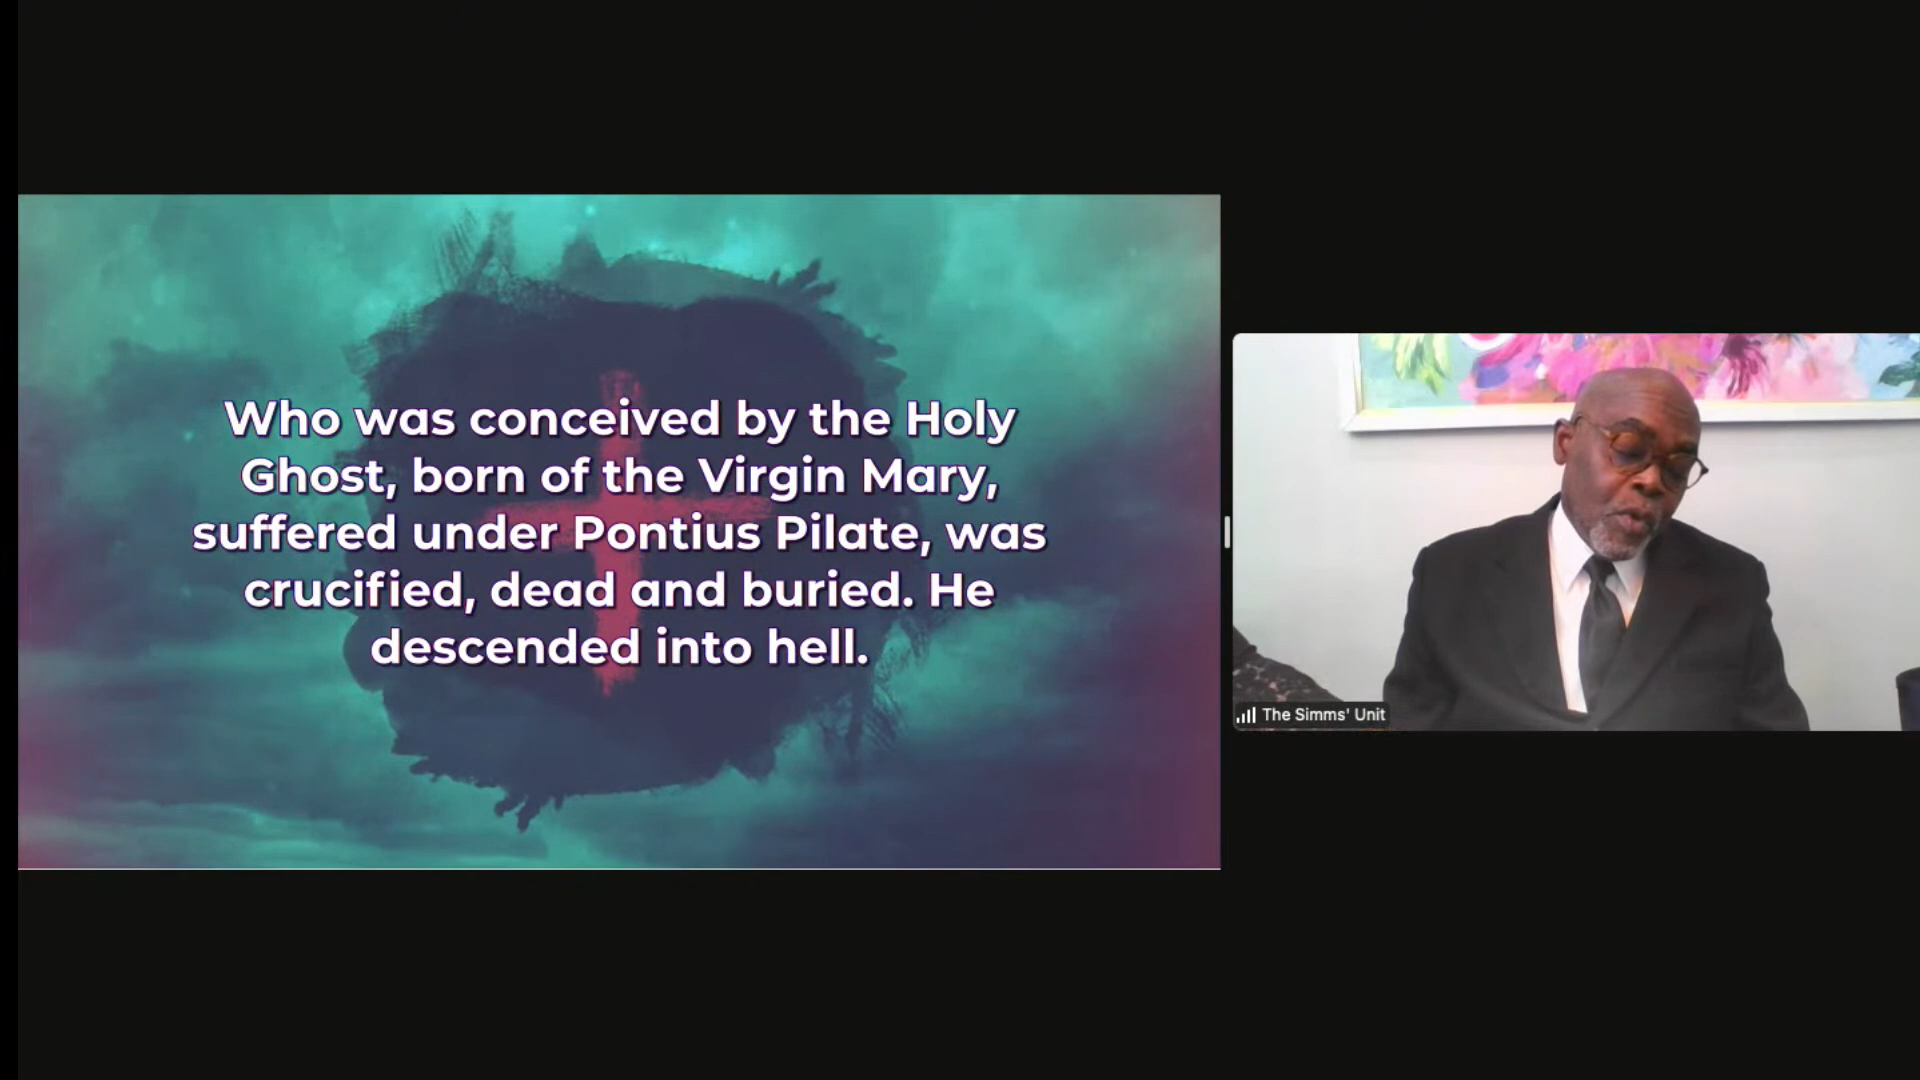 Who was conceived by the Holy
Ghost, born of the Virgin Mary,
suffered under Pontius Pilate, was
crucified, dead and buried. He
descended into hell.
The Simms' Unit